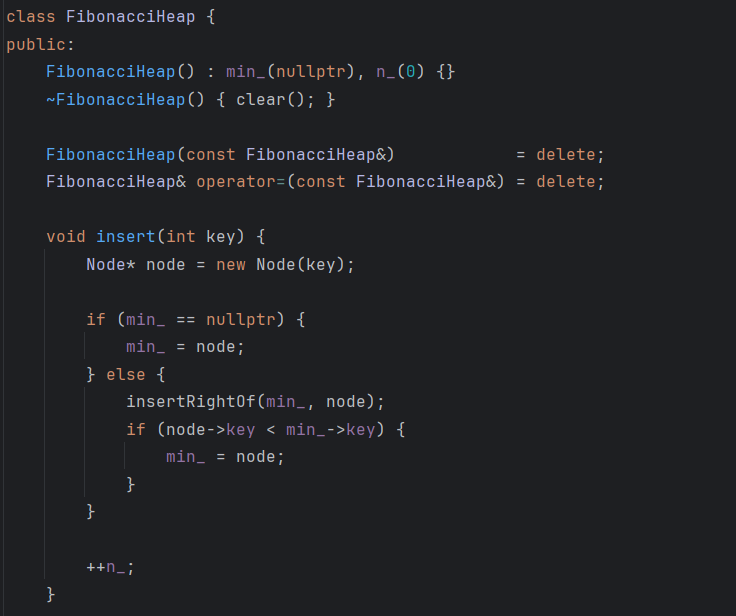 class FibonacciHeap {
public:
    FibonacciHeap() : min_(nullptr), n_(0) {}
    ~FibonacciHeap() { clear(); }

    FibonacciHeap(const FibonacciHeap&)            = delete;
    FibonacciHeap& operator=(const FibonacciHeap&) = delete;

    void insert(int key) {
        Node* node = new Node(key);

        if (min_ == nullptr) {
            min_ = node;
        } else {
            insertRightOf(min_, node);
            if (node->key < min_->key) {
                min_ = node;
            }
        }

        ++n_;
    }